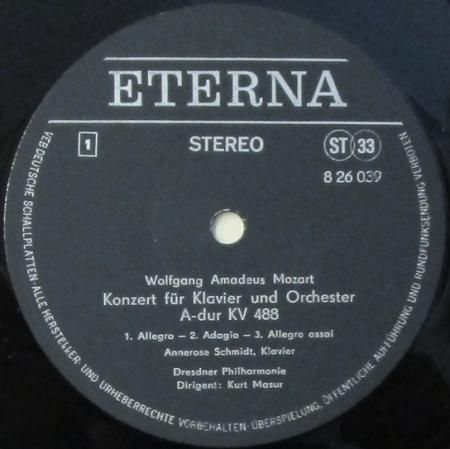 ETERNA
1 STEREO ST 33
8 26 039
Wolfgang Amadeus Mozart
Konzert für Klavier und Orchester
A-dur KV 488
1. Allegro – 2. Adagio – 3. Allegro assai
Annerose Schmidt, Klavier
Dresdner Philharmonie
Dirigent: Kurt Masur
VEB DEUTSCHE SCHALLPLATTEN·ALLE HERSTELLER- UND URHEBERRECHTE VORBEHALTEN·ÜBERSPIELUNG, ÖFFENTLICHE AUFFÜHRUNG UND RUNDFUNKSENDUNG VERBOTEN